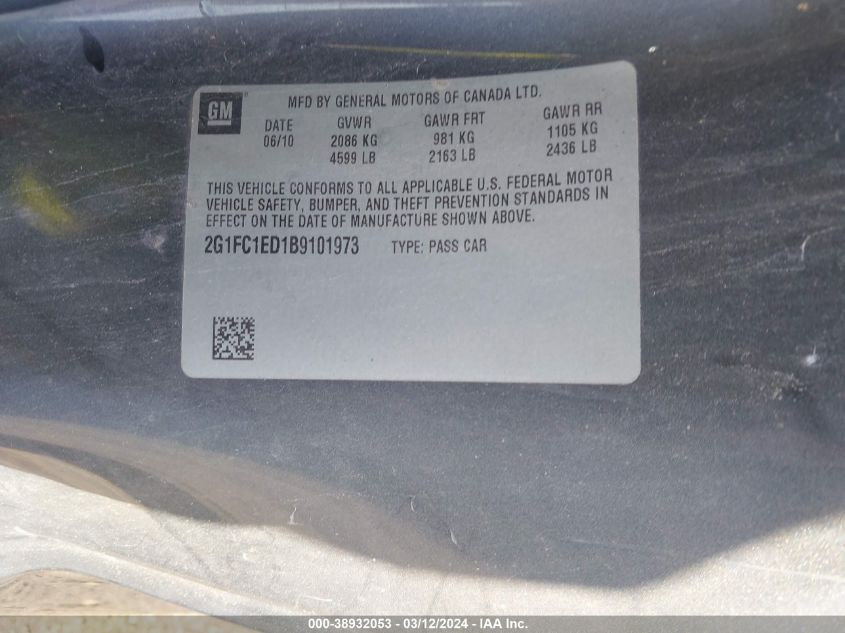 GM
MFD BY GENERAL MOTORS OF CANADA LTD.
DATE GVWR GAWR FRT GAWR RR
06/10 2086 KG 981 KG 1105 KG
4599 LB 2163 LB 2436 LB
THIS VEHICLE CONFORMS TO ALL APPLICABLE U.S. FEDERAL MOTOR
VEHICLE SAFETY, BUMPER, AND THEFT PREVENTION STANDARDS IN
EFFECT ON THE DATE OF MANUFACTURE SHOWN ABOVE.
2G1FC1ED1B9101973 TYPE: PASS CAR
000-38932053 - 03/12/2024 - IAA Inc.